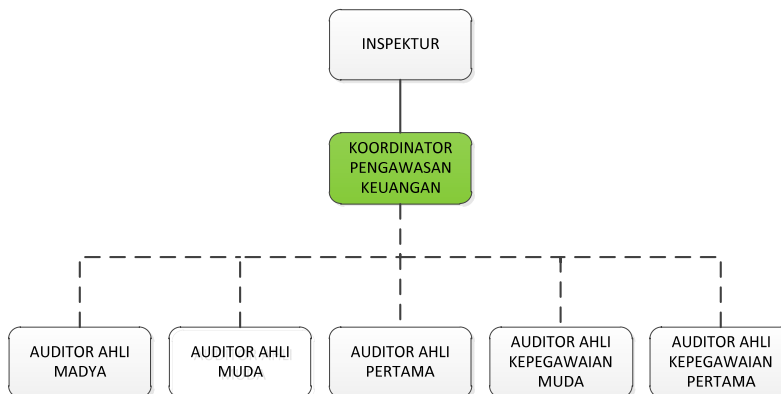 INSPEKTUR
KOORDINATOR
PENGAWASAN
KEUANGAN
AUDITOR AHLI
MADYA
AUDITOR AHLI
MUDA
AUDITOR AHLI
PERTAMA
AUDITOR AHLI
KEPEGAWAIAN
MUDA
AUDITOR AHLI
KEPEGAWAIAN
PERTAMA